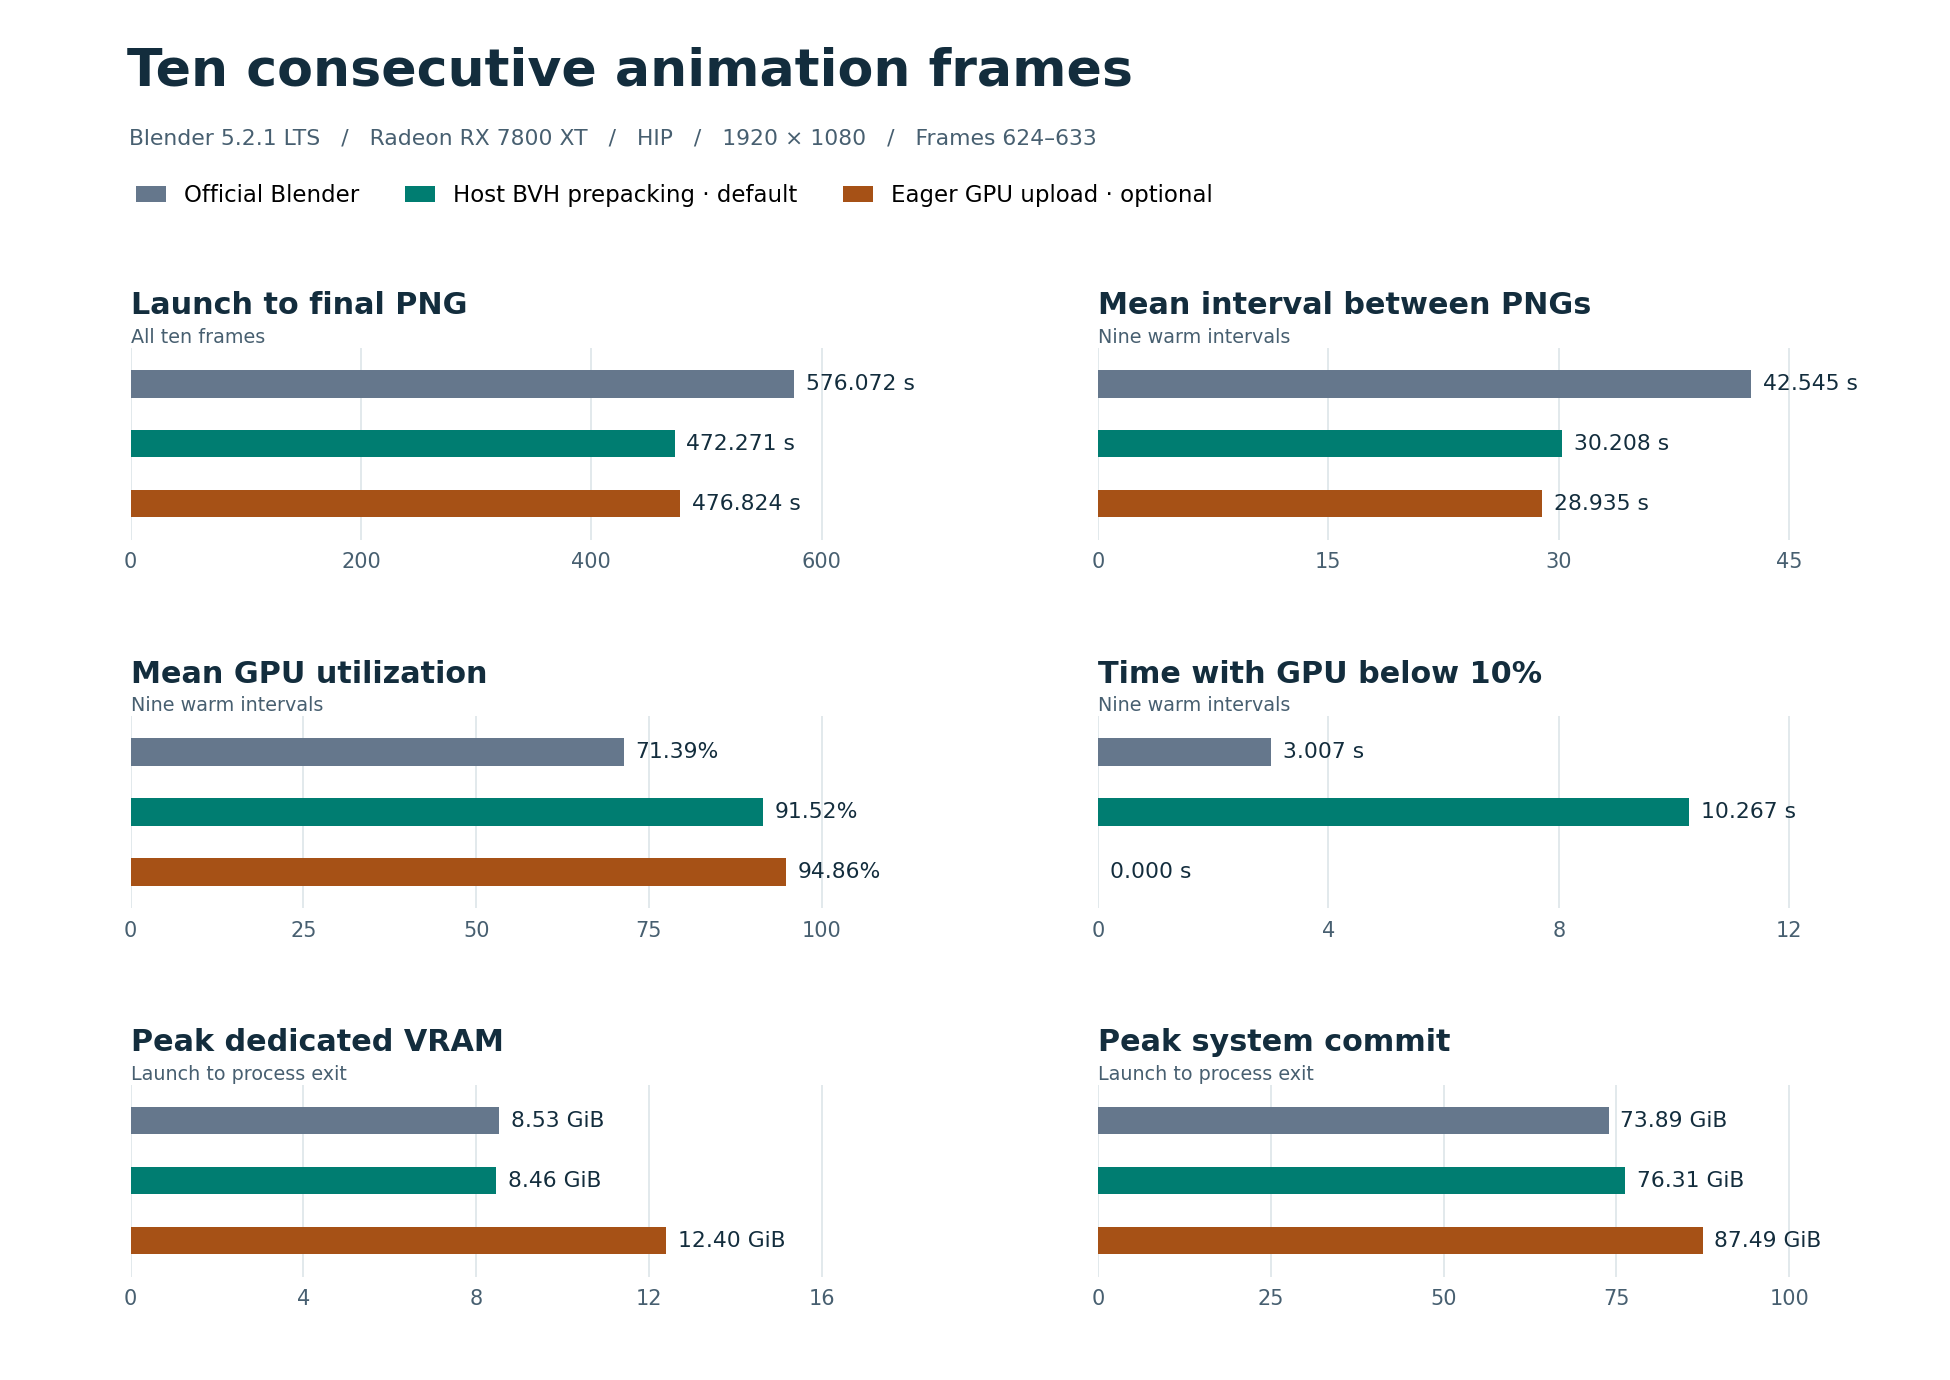 Ten consecutive animation frames
Blender 5.2.1 LTS / Radeon RX 7800 XT / HIP / 1920 × 1080 / Frames 624–633
Official Blender
Host BVH prepacking · default
Eager GPU upload · optional
Launch to final PNG
All ten frames
576.072 s
472.271 s
476.824 s
0 200 400 600
Mean interval between PNGs
Nine warm intervals
42.545 s
30.208 s
28.935 s
0 15 30 45
Mean GPU utilization
Nine warm intervals
71.39%
91.52%
94.86%
0 25 50 75 100
Time with GPU below 10%
Nine warm intervals
3.007 s
10.267 s
0.000 s
0 4 8 12
Peak dedicated VRAM
Launch to process exit
8.53 GiB
8.46 GiB
12.40 GiB
0 4 8 12 16
Peak system commit
Launch to process exit
73.89 GiB
76.31 GiB
87.49 GiB
0 25 50 75 100